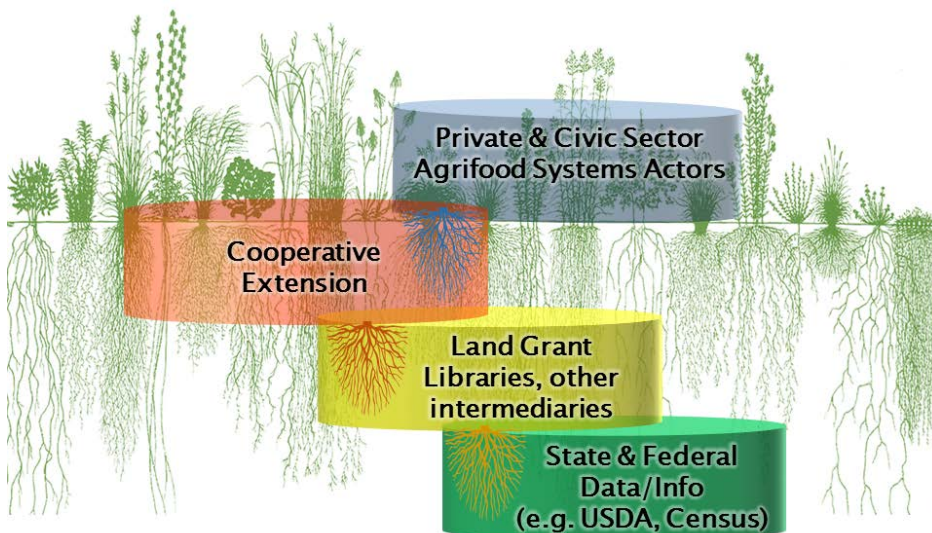 Private & Civic Sector
Agrifood Systems Actors
Cooperative
Extension
Land Grant
Libraries, other
intermediaries
State & Federal
Data/Info
(e.g. USDA, Census)